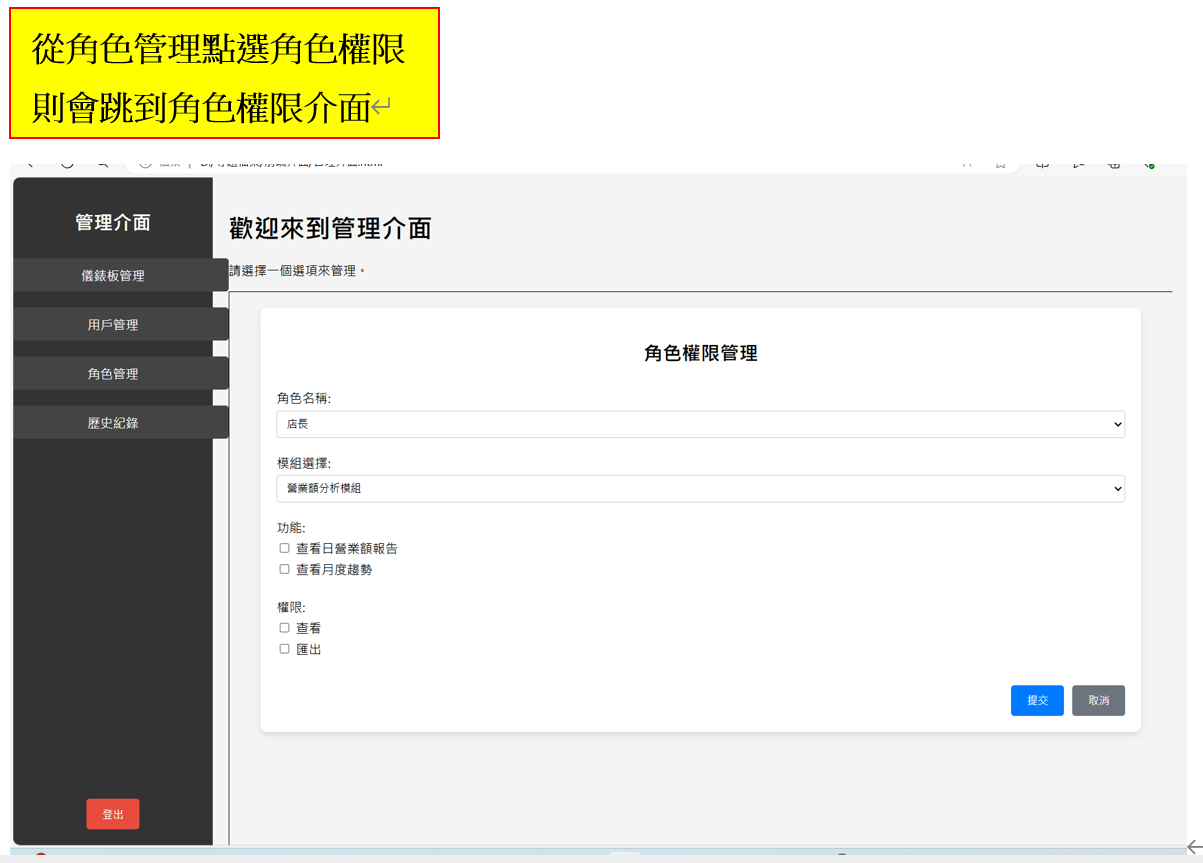 從角色管理點選角色權限
則會跳到角色權限介面
管理介面
歡迎來到管理介面
儀錶板管理
請選擇一個選項來管理。
用戶管理
角色管理
歷史紀錄
角色權限管理
角色名稱:
店長
模組選擇:
營業額分析模組
功能:
查看日營業額報告
查看月度趨勢
權限:
查看
匯出
提交
取消
登出